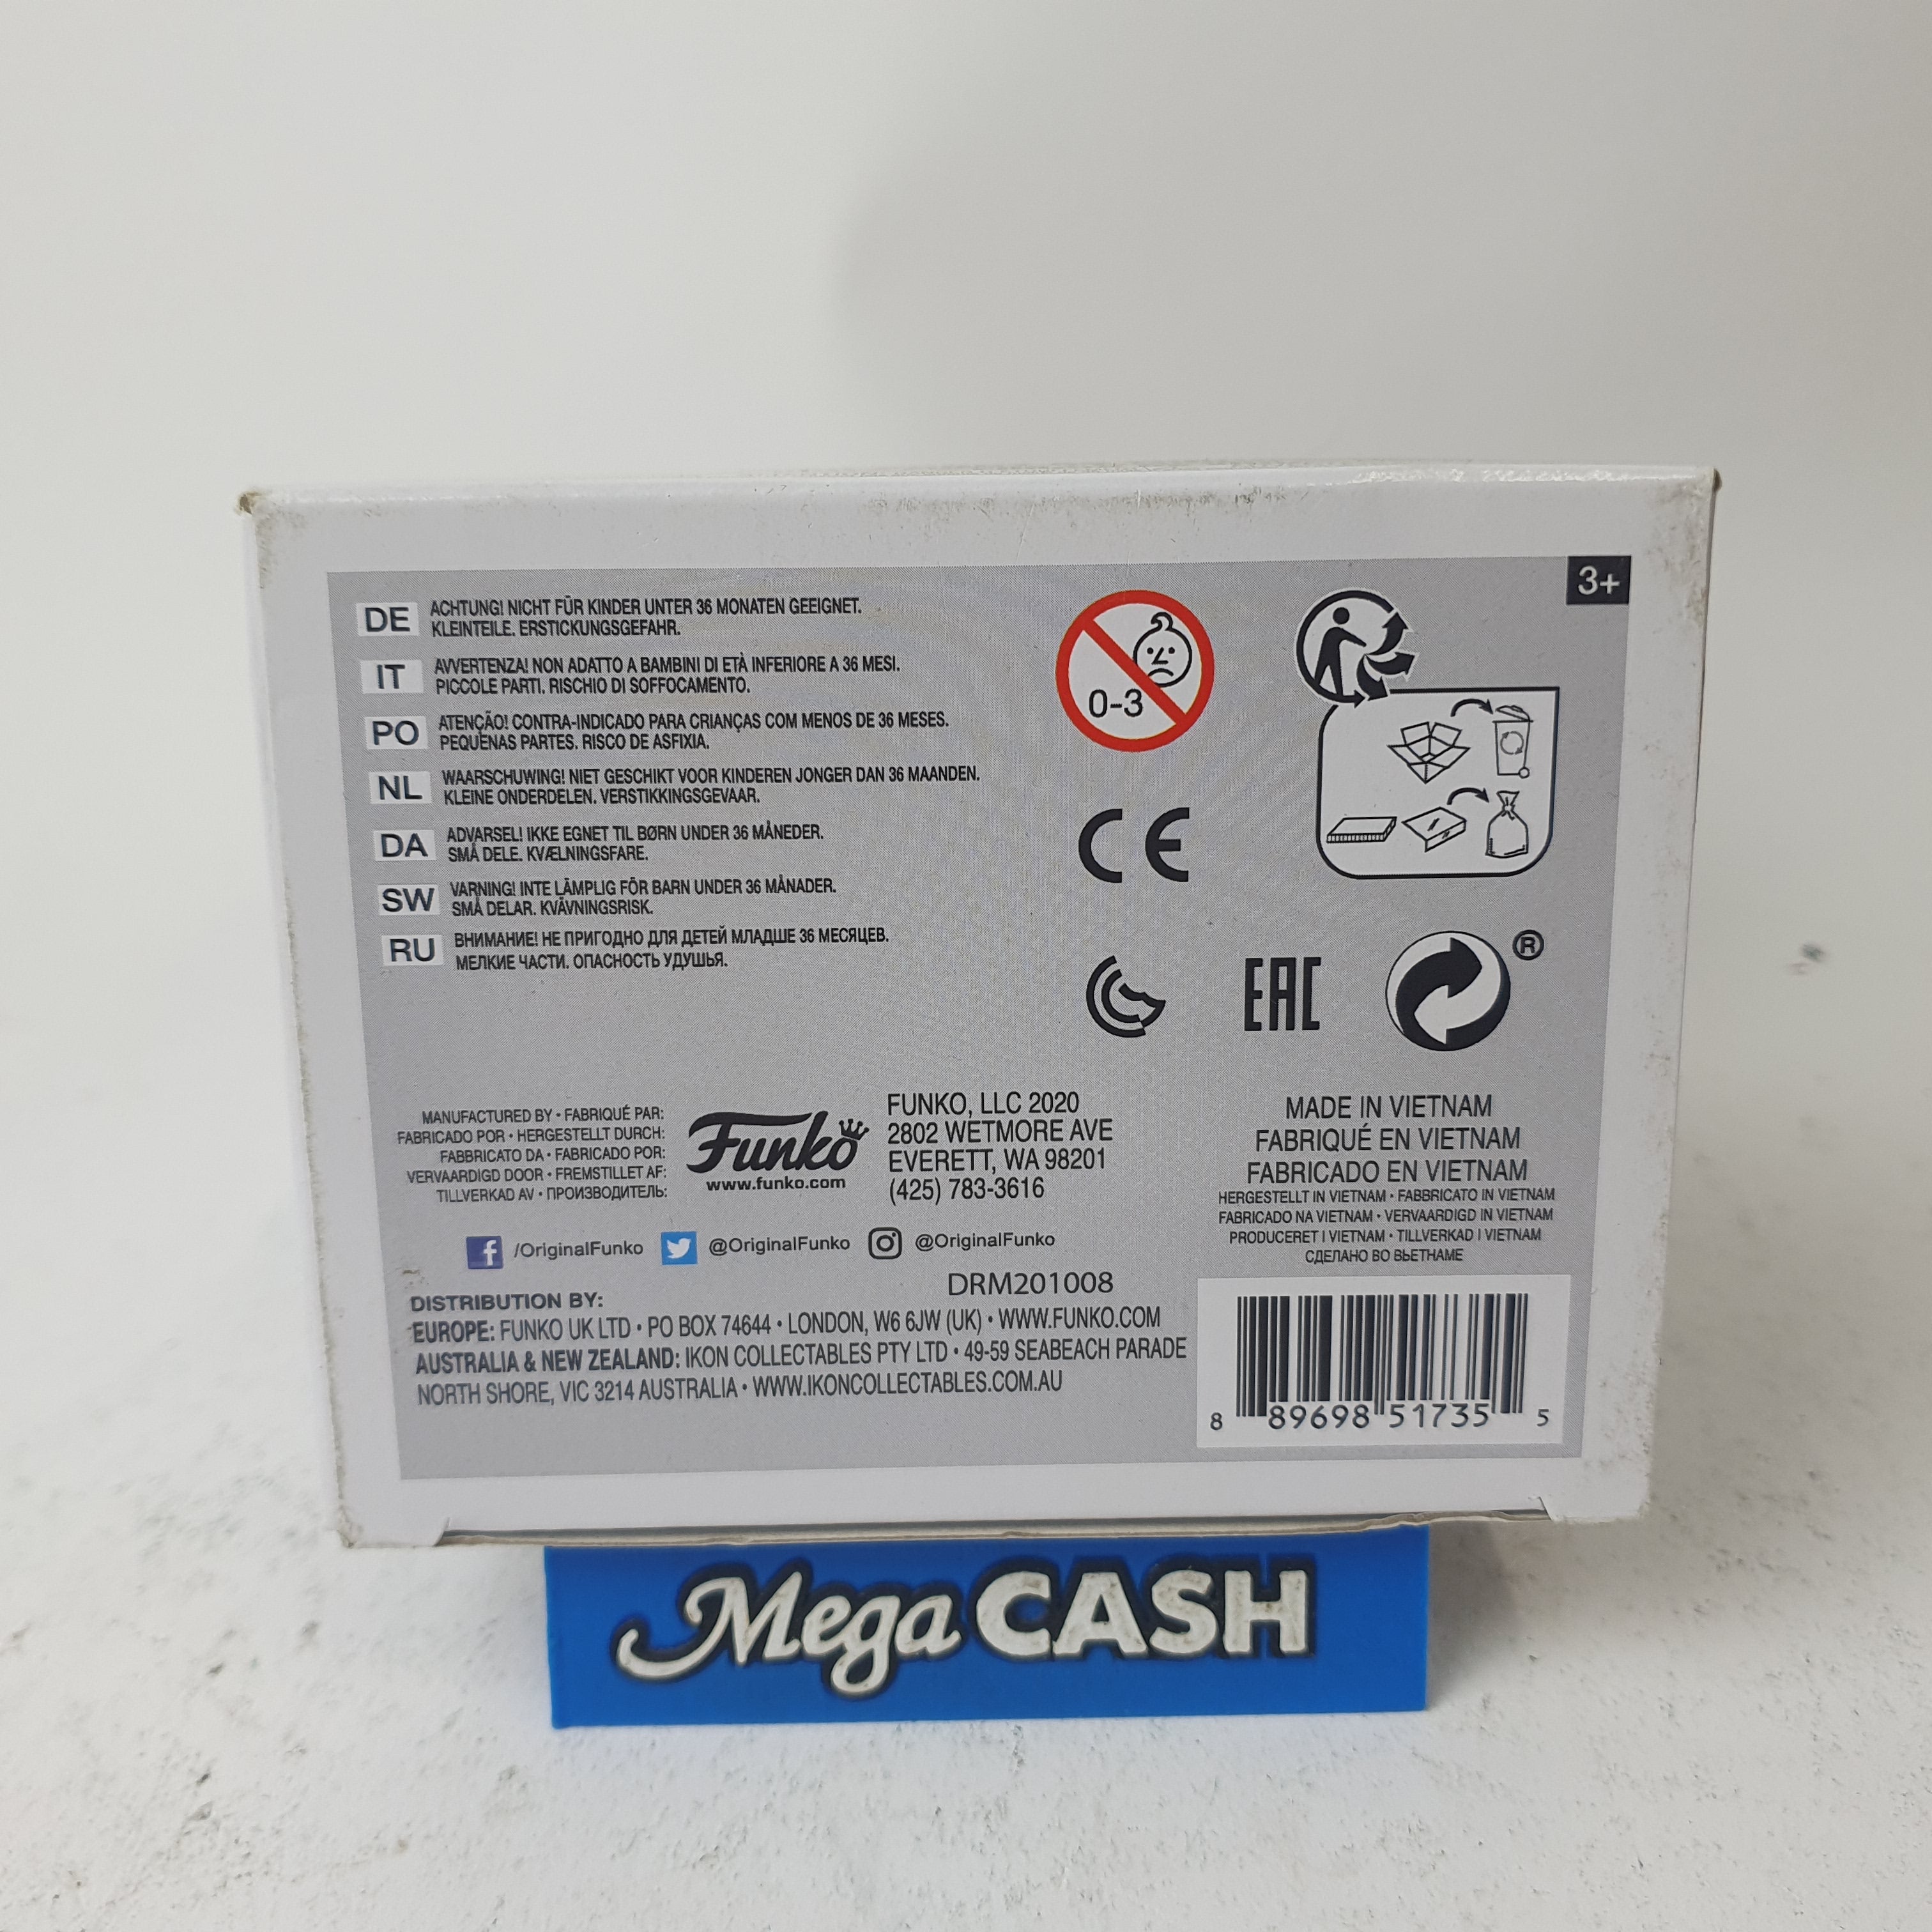 3+
DE ACHTUNG! NICHT FÜR KINDER UNTER 36 MONATEN GEEIGNET.
KLEINTEILE. ERSTICKUNGSGEFAHR.
IT AVVERTENZA! NON ADATTO A BAMBINI DI ETÀ INFERIORE A 36 MESI.
PICCOLE PARTI. RISCHIO DI SOFFOCAMENTO.
PO ATENÇÃO! CONTRA-INDICADO PARA CRIANÇAS COM MENOS DE 36 MESES.
PEQUENAS PARTES. RISCO DE ASFIXIA.
NL WAARSCHUWING! NIET GESCHIKT VOOR KINDEREN JONGER DAN 36 MAANDEN.
KLEINE ONDERDELEN. VERSTIKKINGSGEVAAR.
DA ADVARSEL! IKKE EGNET TIL BØRN UNDER 36 MÅNEDER.
SMÅ DELE. KVÆLNINGSFARE.
SW VARNING! INTE LÄMPLIG FÖR BARN UNDER 36 MÅNADER.
SMÅ DELAR. KVÄVNINGSRISK.
RU ВНИМАНИЕ! НЕ ПРИГОДНО ДЛЯ ДЕТЕЙ МЛАДШЕ 36 МЕСЯЦЕВ.
МЕЛКИЕ ЧАСТИ. ОПАСНОСТЬ УДУШЬЯ.
0-3
CE
EAC
®
MANUFACTURED BY • FABRIQUÉ PAR:
FABRICADO POR • HERGESTELLT DURCH:
FABBRICATO DA • FABRICADO POR:
VERVAARDIGD DOOR • FREMSTILLET AF:
TILLVERKAD AV • ПРОИЗВОДИТЕЛЬ:
Funko
www.funko.com
FUNKO, LLC 2020
2802 WETMORE AVE
EVERETT, WA 98201
(425) 783-3616
MADE IN VIETNAM
FABRIQUÉ EN VIETNAM
FABRICADO EN VIETNAM
HERGESTELLT IN VIETNAM • FABBRICATO IN VIETNAM
FABRICADO NA VIETNAM • VERVAARDIGD IN VIETNAM
PRODUCERET I VIETNAM • TILLVERKAD I VIETNAM
СДЕЛАНО ВО ВЬЕТНАМЕ
/OriginalFunko @OriginalFunko @OriginalFunko
DRM201008
DISTRIBUTION BY:
EUROPE: FUNKO UK LTD • PO BOX 74644 • LONDON, W6 6JW (UK) • WWW.FUNKO.COM
AUSTRALIA & NEW ZEALAND: IKON COLLECTABLES PTY LTD • 49-59 SEABEACH PARADE
NORTH SHORE, VIC 3214 AUSTRALIA • WWW.IKONCOLLECTABLES.COM.AU
8 89698 51735 5
Mega CASH